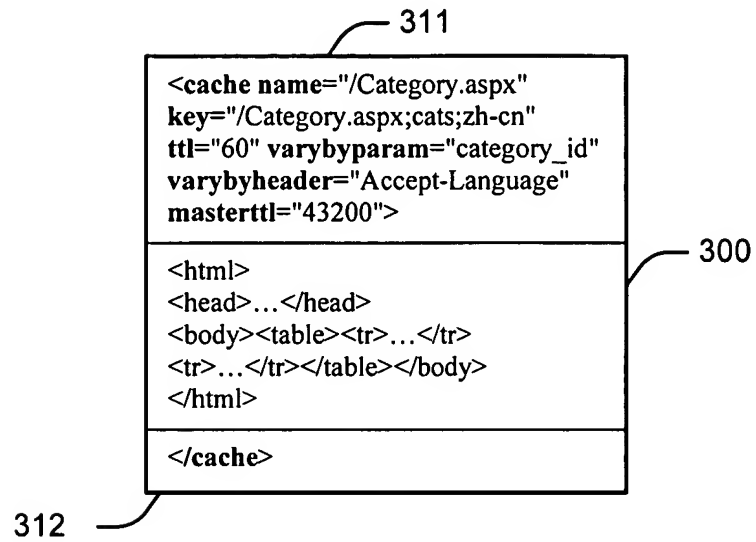 311
<cache name="/Category.aspx"
key="/Category.aspx;cats;zh-cn"
ttl="60" varybyparam="category_id"
varybyheader="Accept-Language"
masterttl="43200">
300
<html>
<head>…</head>
<body><table><tr>…</tr>
<tr>…</tr></table></body>
</html>
</cache>
312